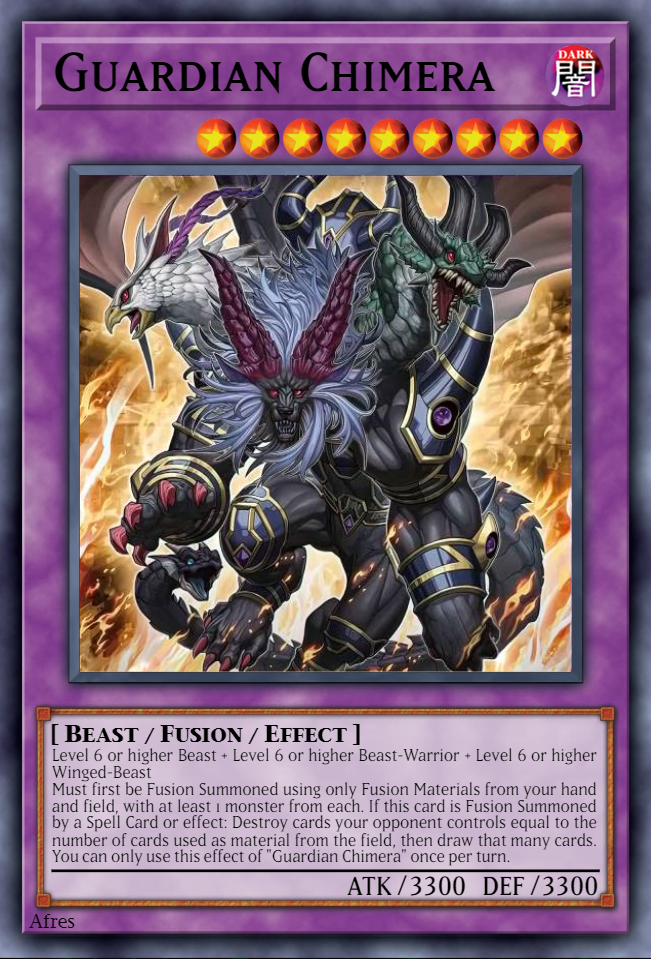 Guardian Chimera
DARK
闇
[ Beast / Fusion / Effect ]
Level 6 or higher Beast + Level 6 or higher Beast-Warrior + Level 6 or higher
Winged-Beast
Must first be Fusion Summoned using only Fusion Materials from your hand
and field, with at least 1 monster from each. If this card is Fusion Summoned
by a Spell Card or effect: Destroy cards your opponent controls equal to the
number of cards used as material from the field, then draw that many cards.
You can only use this effect of "Guardian Chimera" once per turn.
ATK / 3300 DEF / 3300
Afres